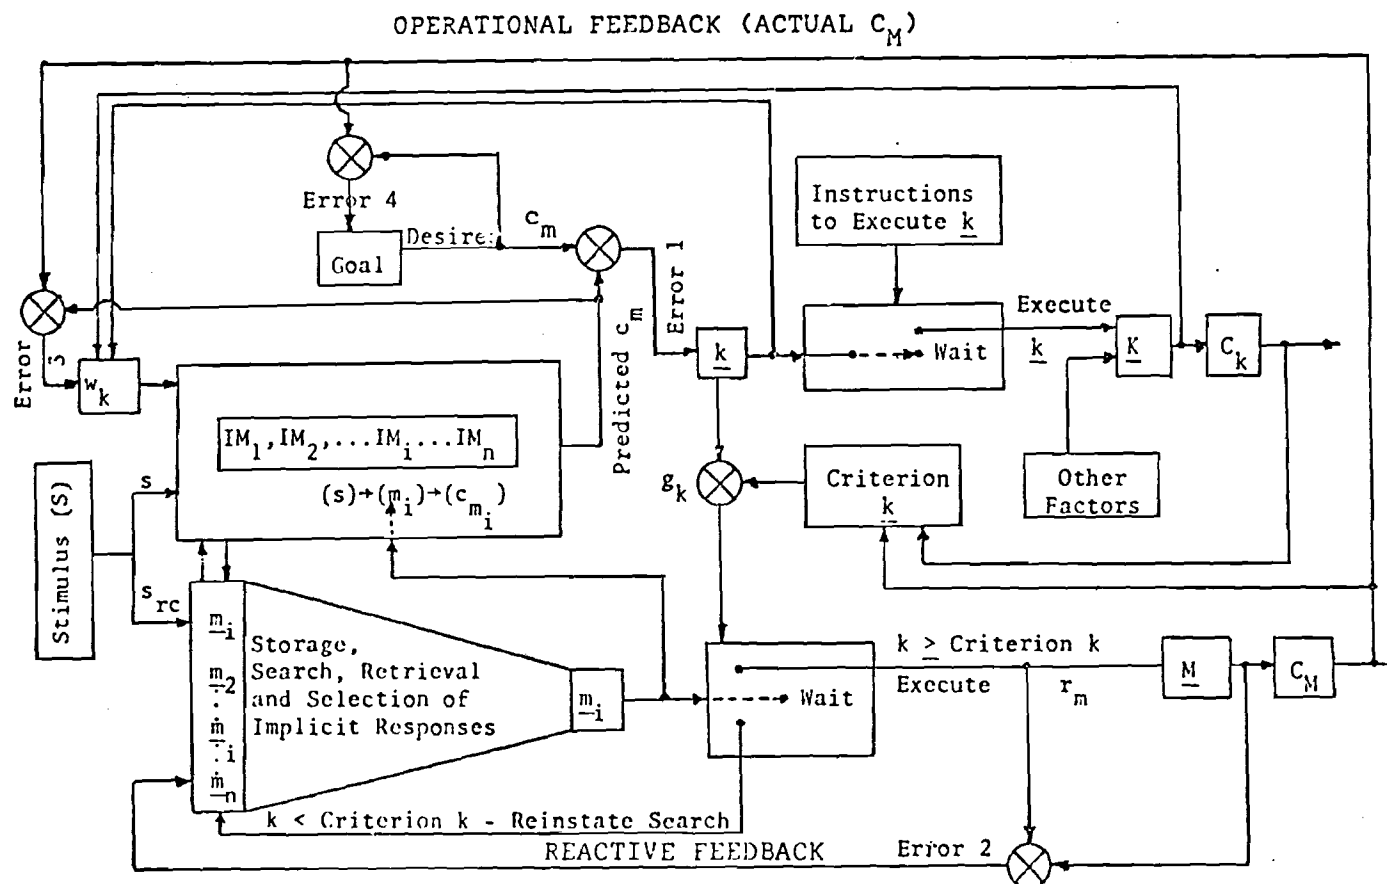 OPERATIONAL FEEDBACK (ACTUAL C_M)
Error 4
Desire
c_m
Goal
Instructions
to Execute k
Error 1
Error 3
Predicted c_m
w_k
k
Wait
Execute
k
K
C_k
IM_1, IM_2, ...IM_i...IM_n
(s)→(m_i)→(c_m_i)
g_k
Criterion
k
Other
Factors
Stimulus (S)
s
s_rc
m_i
m_2
.
m_i
.
m_n
Storage,
Search, Retrieval
and Selection of
Implicit Responses
m_i
Wait
k ≥ Criterion k
Execute
r_m
M
C_M
k < Criterion k - Reinstate Search
REACTIVE FEEDBACK
Error 2